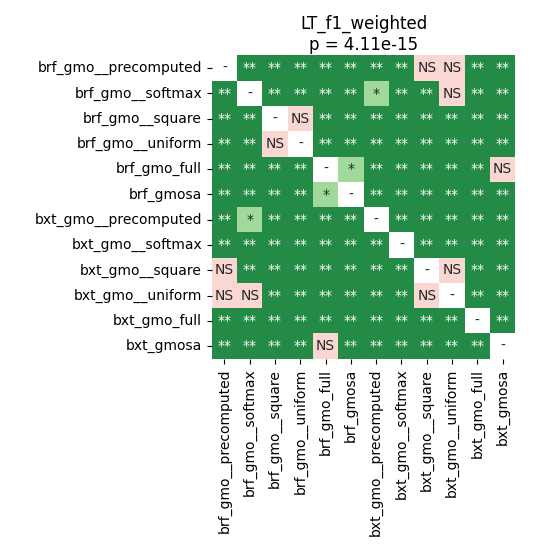 LT_f1_weighted
p = 4.11e-15
brf_gmo__precomputed - ** ** ** ** ** ** ** NS NS ** **
brf_gmo__softmax ** - ** ** ** ** * ** ** NS ** **
brf_gmo__square ** ** - NS ** ** ** ** ** ** ** **
brf_gmo__uniform ** ** NS - ** ** ** ** ** ** ** **
brf_gmo_full ** ** ** ** - * ** ** ** ** ** NS
brf_gmosa ** ** ** ** * - ** ** ** ** ** **
bxt_gmo__precomputed ** * ** ** ** ** - ** ** ** ** **
bxt_gmo__softmax ** ** ** ** ** ** ** - ** ** ** **
bxt_gmo__square NS ** ** ** ** ** ** ** - NS ** **
bxt_gmo__uniform NS NS ** ** ** ** ** ** NS - ** **
bxt_gmo_full ** ** ** ** ** ** ** ** ** ** - **
bxt_gmosa ** ** ** ** NS ** ** ** ** ** ** -
brf_gmo__precomputed
brf_gmo__softmax
brf_gmo__square
brf_gmo__uniform
brf_gmo_full
brf_gmosa
bxt_gmo__precomputed
bxt_gmo__softmax
bxt_gmo__square
bxt_gmo__uniform
bxt_gmo_full
bxt_gmosa